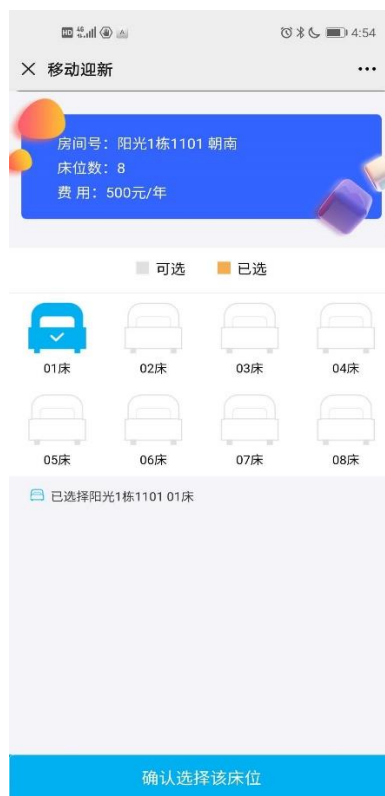 HD 4:54
移动迎新
房间号：阳光1栋1101 朝南
床位数：8
费 用：500元/年
可选 已选
01床 02床 03床 04床
05床 06床 07床 08床
已选择阳光1栋1101 01床
确认选择该床位